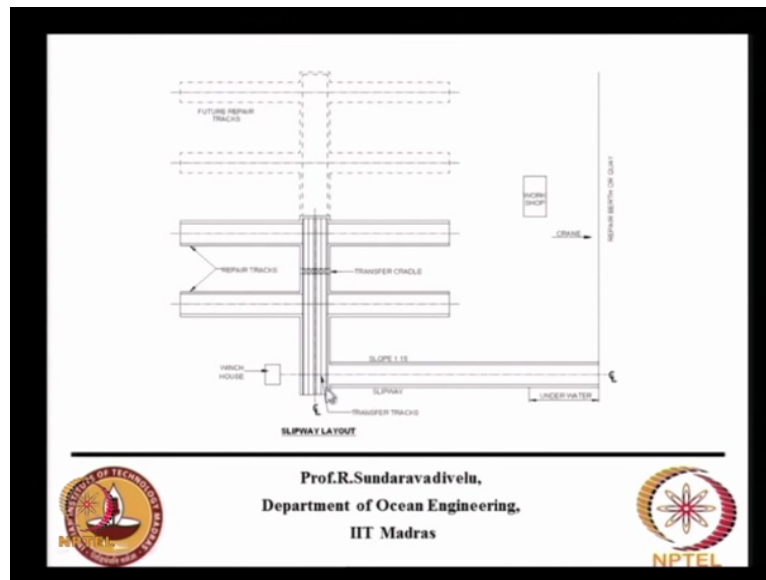 FUTURE REPAIR
TRACKS
WORK
SHOP
REPAIR BERTH OR QUAY
CRANE
REPAIR TRACKS
TRANSFER CRADLE
WINCH
HOUSE
SLOPE 1:15
SLIPWAY
UNDER WATER
TRANSFER TRACKS
SLIPWAY LAYOUT
Prof.R.Sundaravadivelu,
Department of Ocean Engineering,
IIT Madras
NPTEL
NPTEL